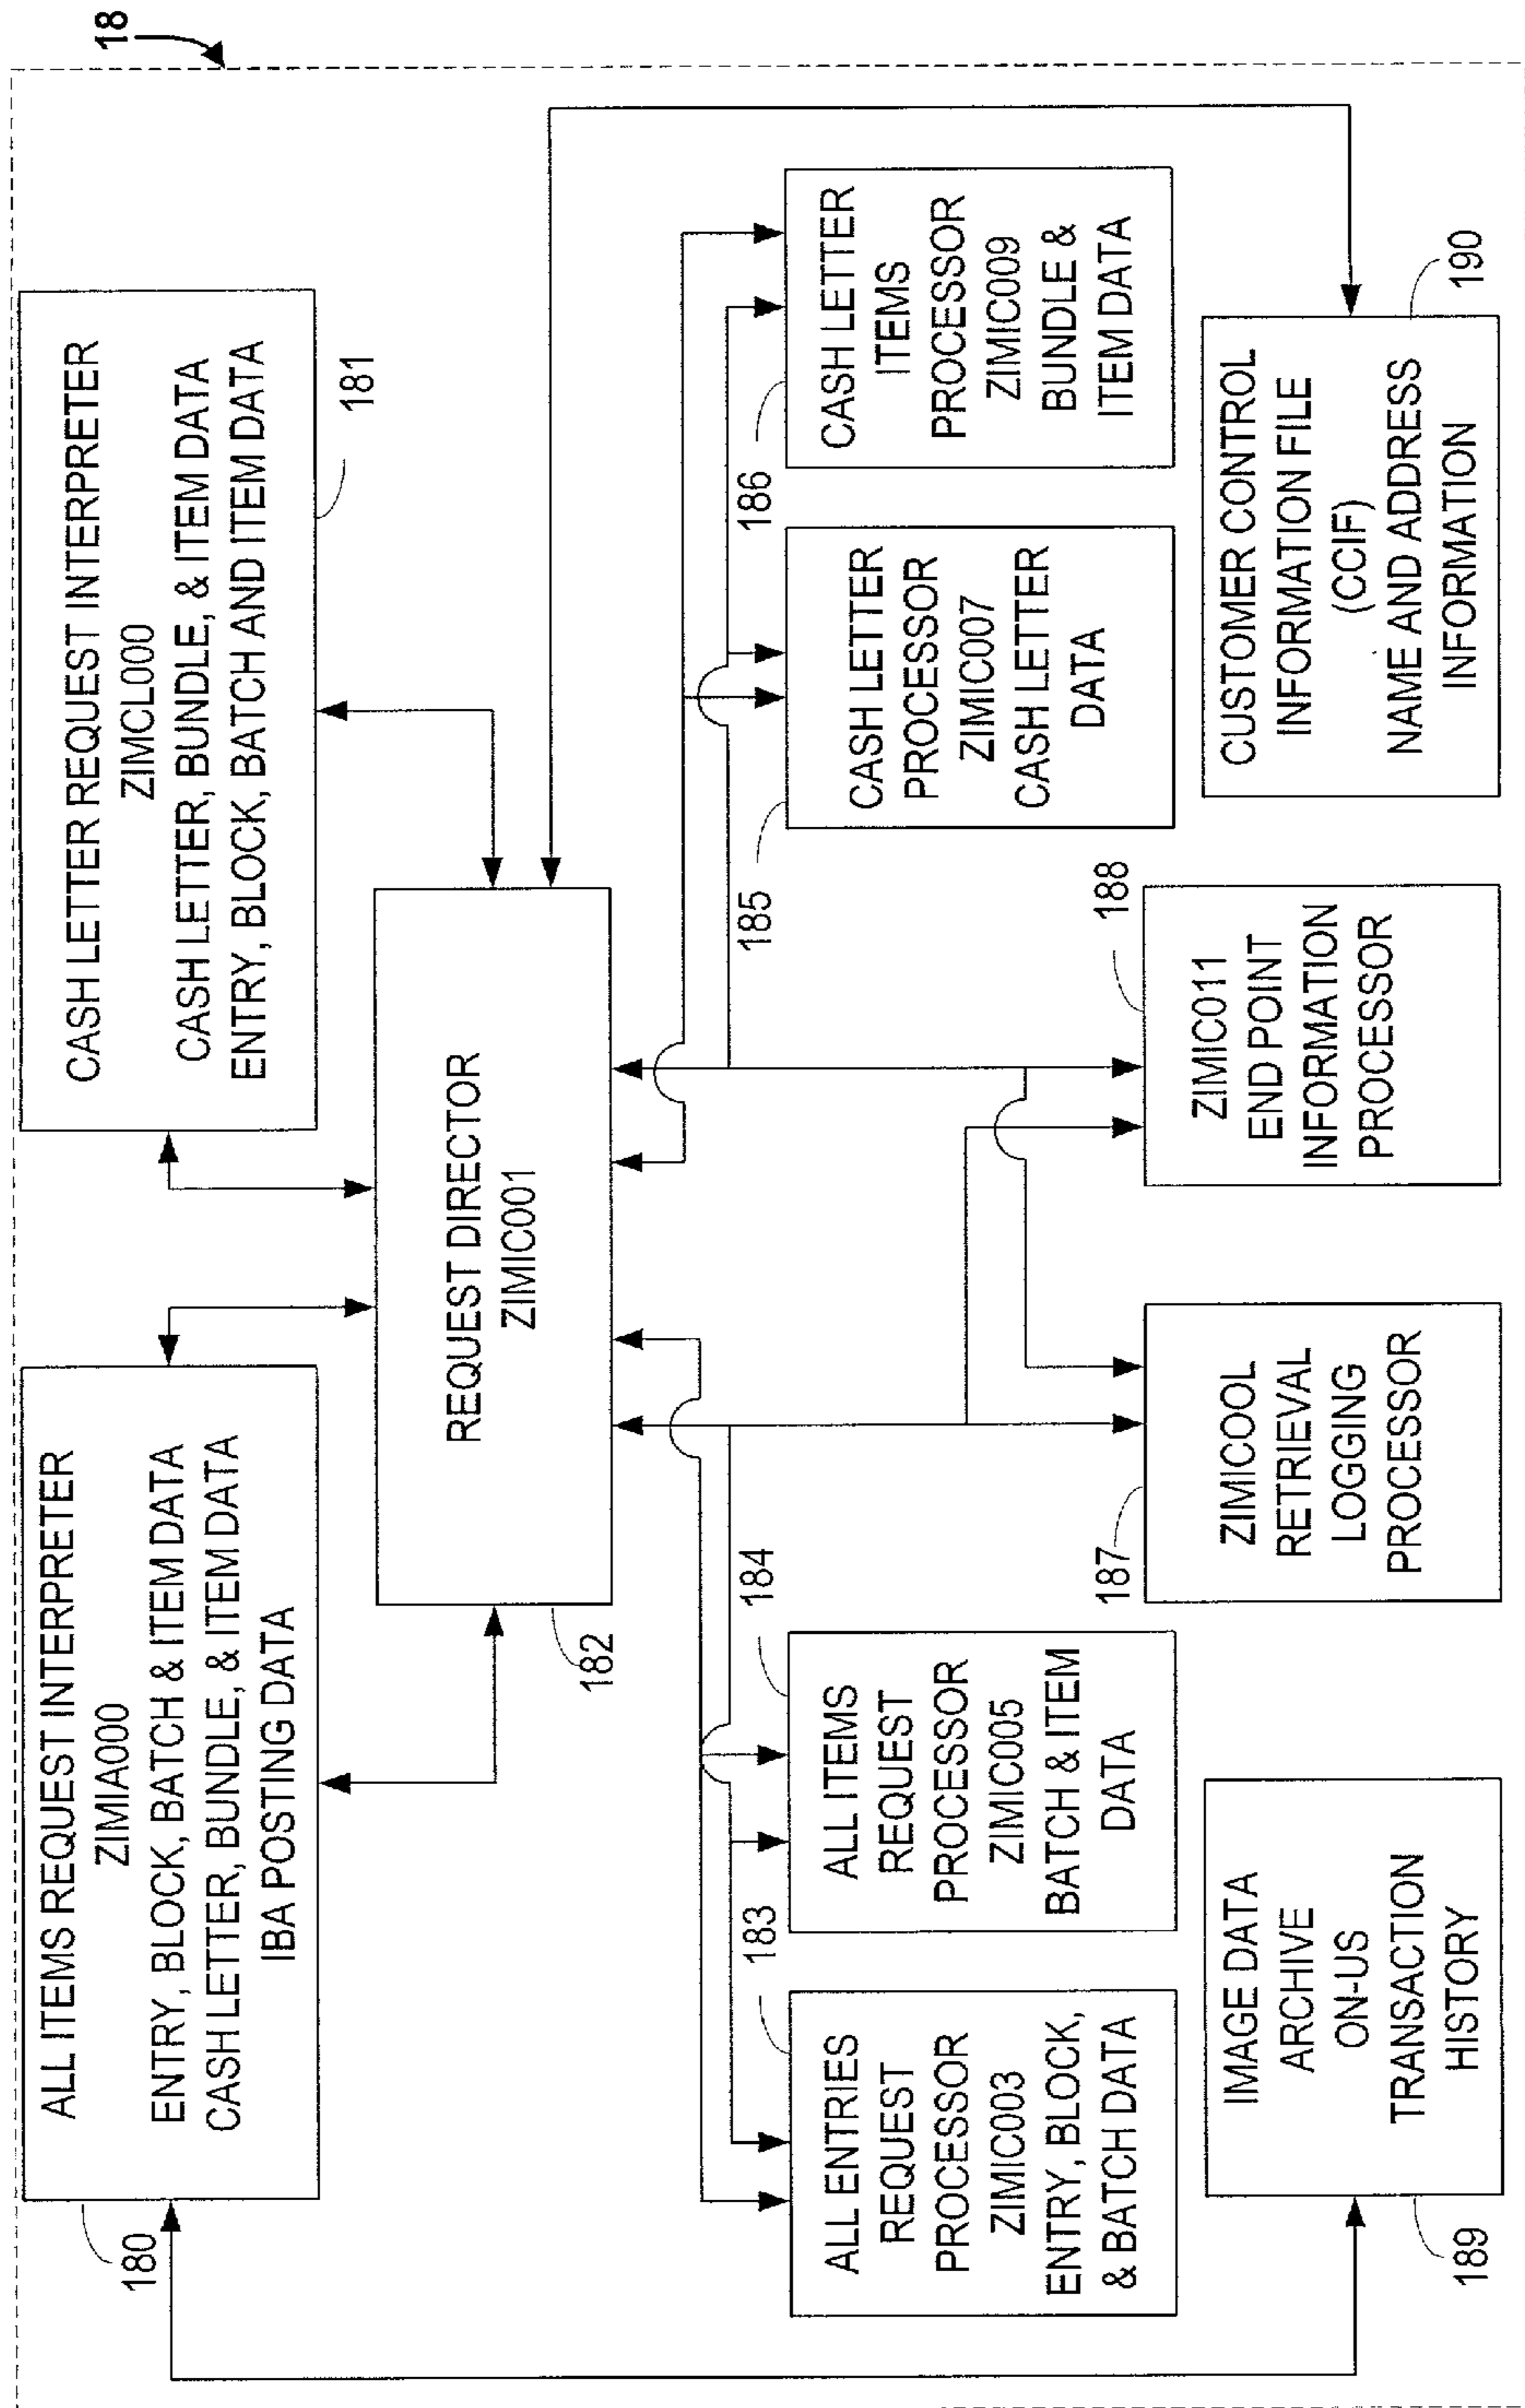 18
ALL ITEMS REQUEST INTERPRETER
ZIMIA000
ENTRY, BLOCK, BATCH & ITEM DATA
CASH LETTER, BUNDLE, & ITEM DATA
IBA POSTING DATA
180
CASH LETTER REQUEST INTERPRETER
ZIMCL000
CASH LETTER, BUNDLE, & ITEM DATA
ENTRY, BLOCK, BATCH AND ITEM DATA
181
REQUEST DIRECTOR
ZIMIC001
182
183
ALL ENTRIES
REQUEST
PROCESSOR
ZIMIC003
ENTRY, BLOCK,
& BATCH DATA
184
ALL ITEMS
REQUEST
PROCESSOR
ZIMIC005
BATCH & ITEM
DATA
185
CASH LETTER
PROCESSOR
ZIMIC007
CASH LETTER
DATA
186
CASH LETTER
ITEMS
PROCESSOR
ZIMIC009
BUNDLE &
ITEM DATA
IMAGE DATA
ARCHIVE
ON-US
TRANSACTION
HISTORY
189
187
ZIMICOOL
RETRIEVAL
LOGGING
PROCESSOR
188
ZIMIC011
END POINT
INFORMATION
PROCESSOR
CUSTOMER CONTROL
INFORMATION FILE
(CCIF)
NAME AND ADDRESS
INFORMATION
190